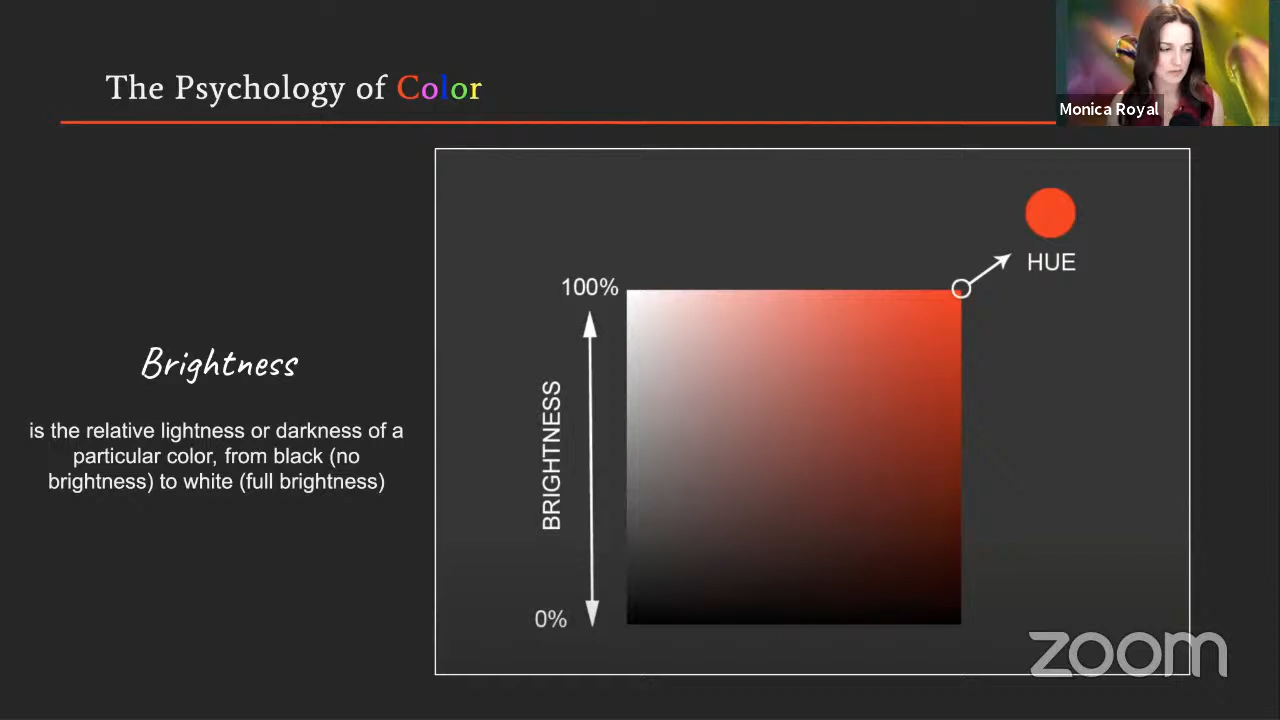 The Psychology of Color
Monica Royal
HUE
100%
BRIGHTNESS
0%
Brightness
is the relative lightness or darkness of a
particular color, from black (no
brightness) to white (full brightness)
zoom